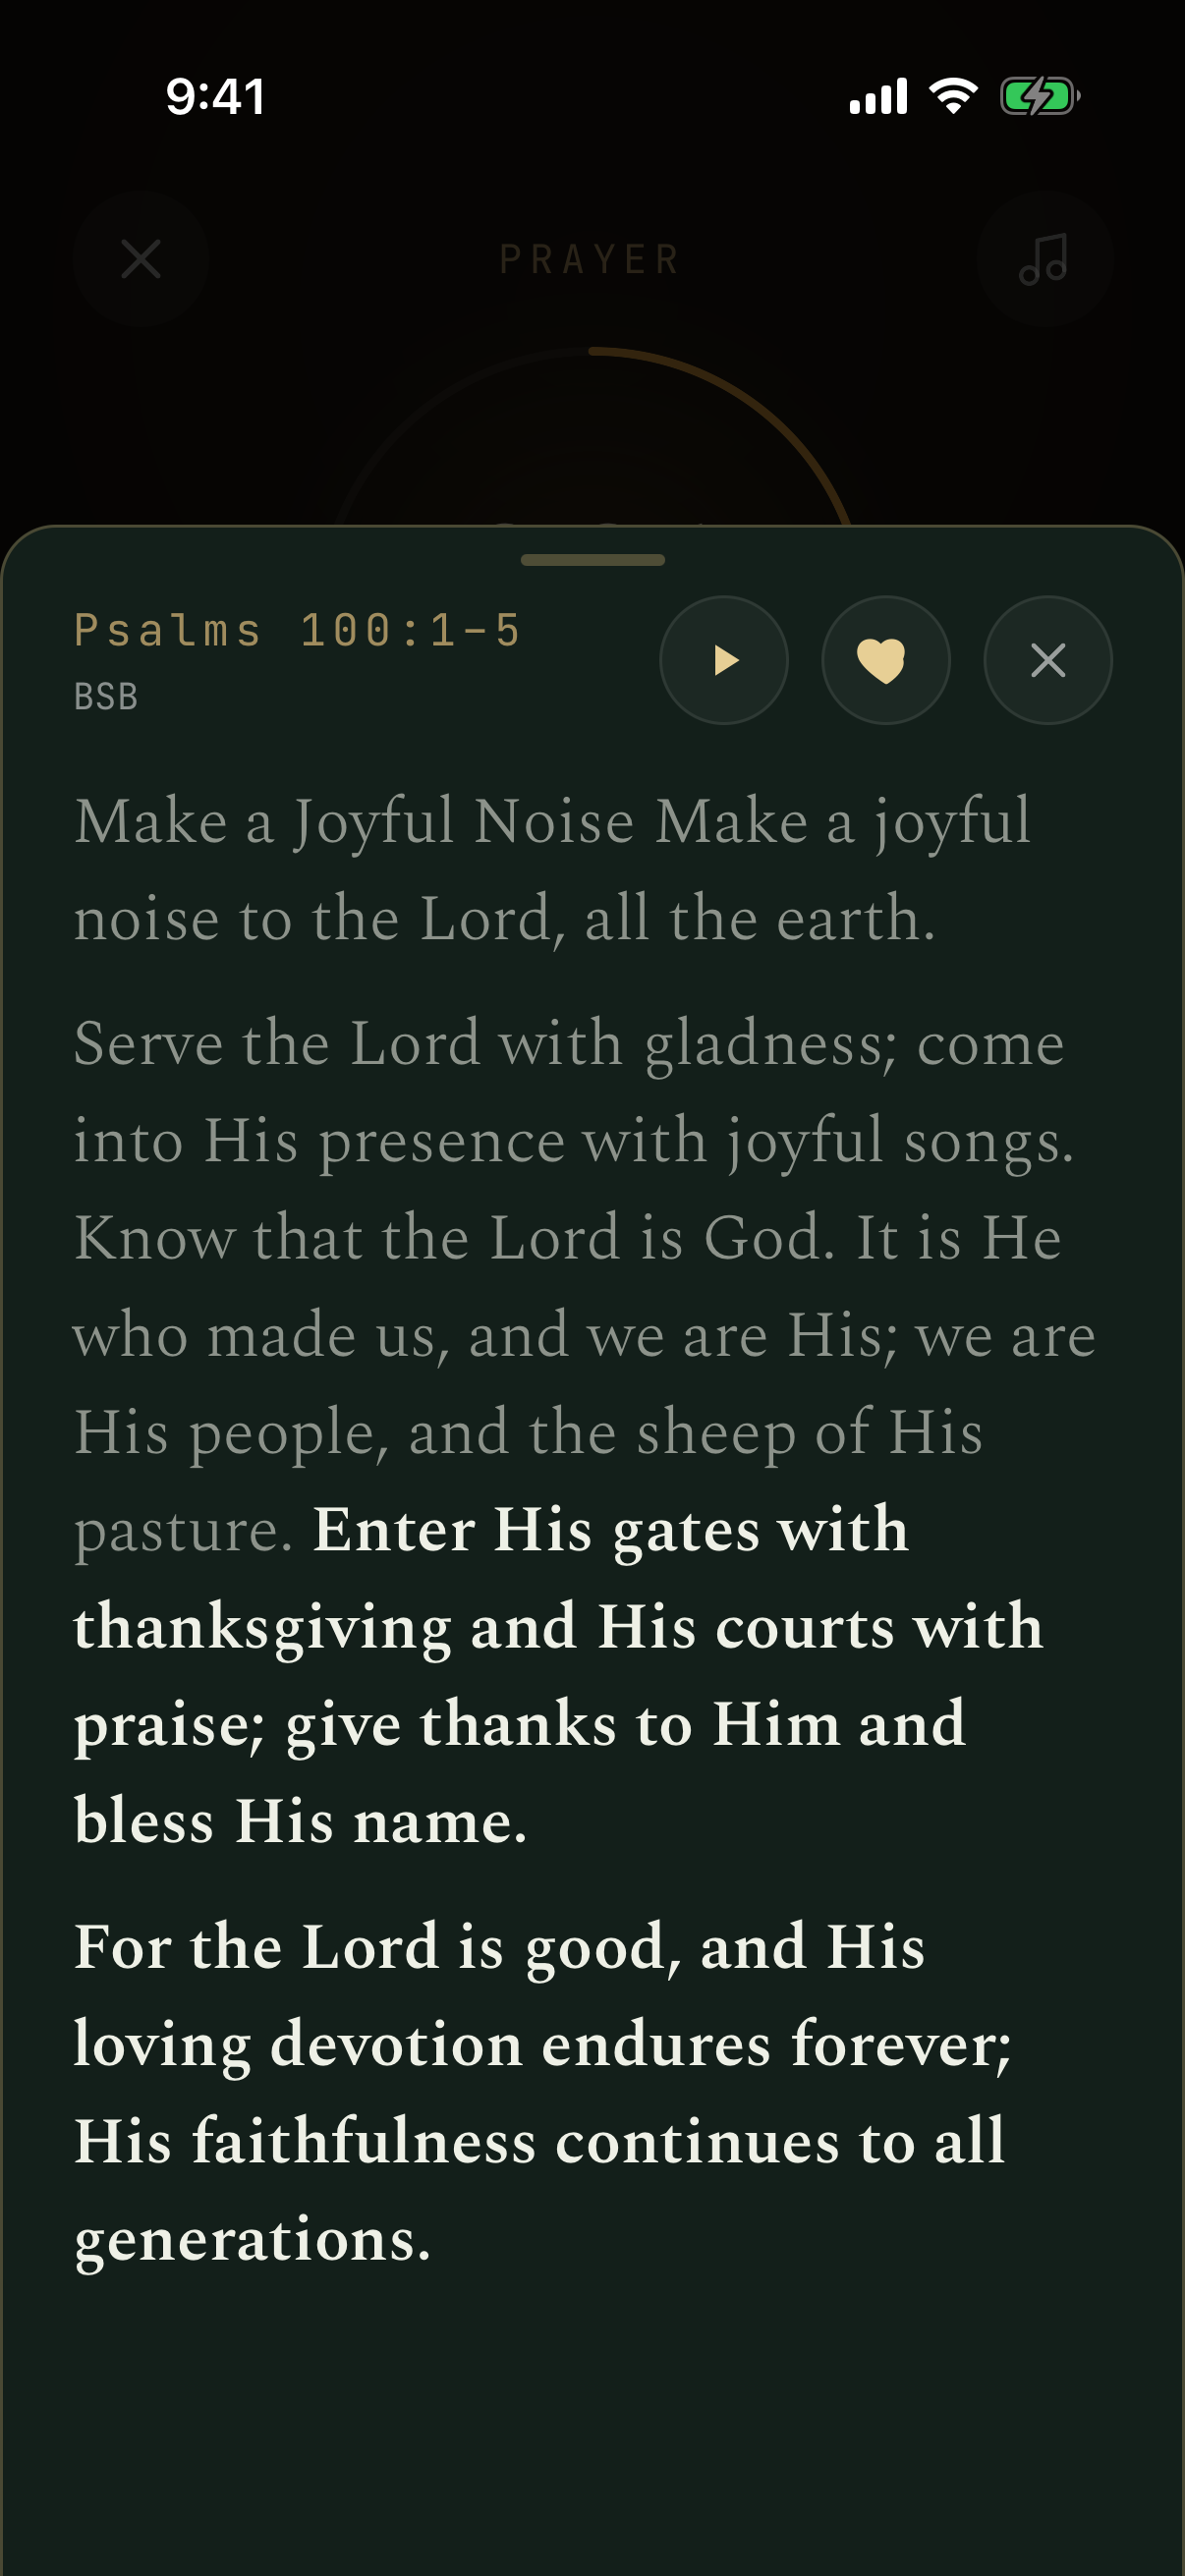 9:41
PRAYER
Psalms 100:1–5
BSB
Make a Joyful Noise Make a joyful
noise to the Lord, all the earth.
Serve the Lord with gladness; come
into His presence with joyful songs.
Know that the Lord is God. It is He
who made us, and we are His; we are
His people, and the sheep of His
pasture. Enter His gates with
thanksgiving and His courts with
praise; give thanks to Him and
bless His name.
For the Lord is good, and His
loving devotion endures forever;
His faithfulness continues to all
generations.